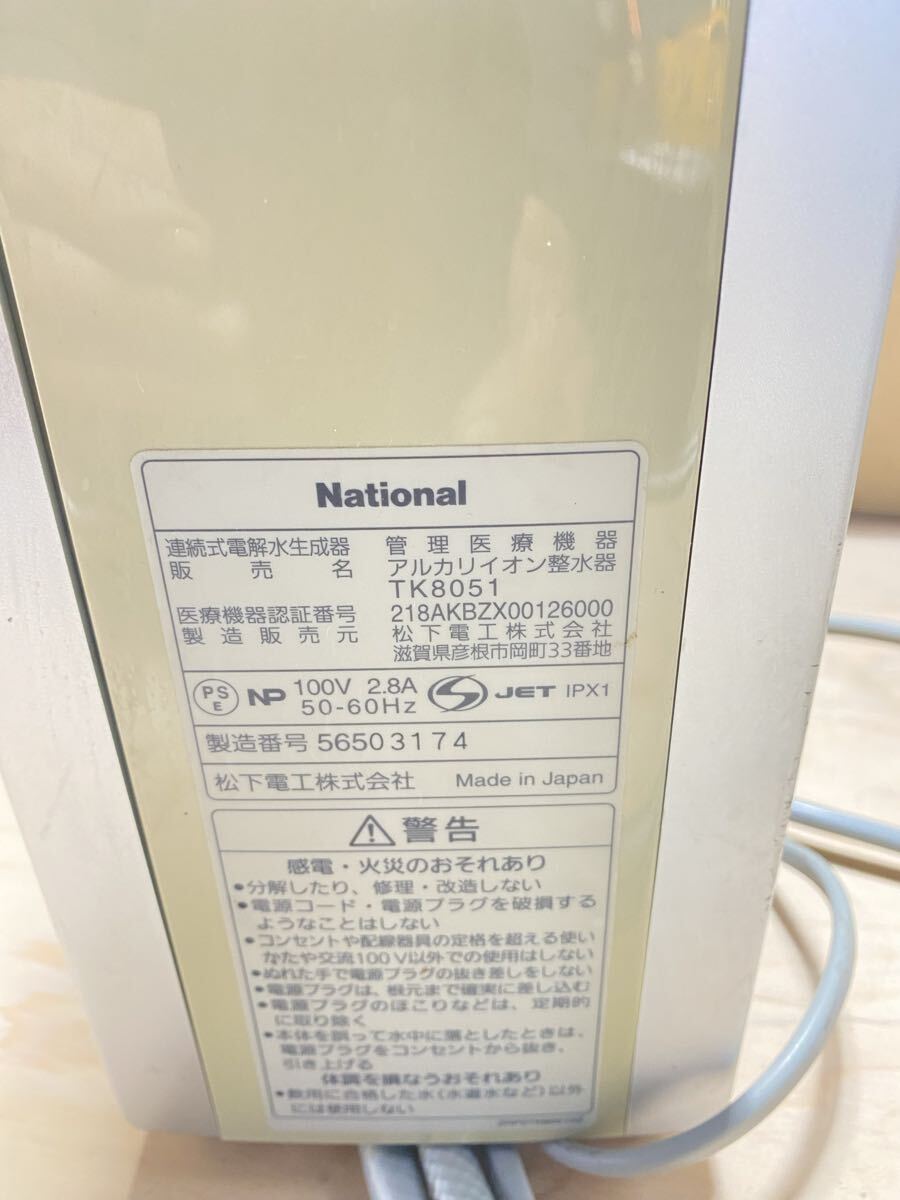 National
連続式電解水生成器 管理医療機器
販売名 アルカリイオン整水器
TK8051
医療機器認証番号 218AKBZX00126000
製造販売元 松下電工株式会社
滋賀県彦根市岡町33番地
PSE NP 100V 2.8A
50-60Hz
JET IPX1
製造番号 56503174
松下電工株式会社 Made in Japan
警告
感電・火災のおそれあり
•分解したり、修理・改造しない
•電源コード・電源プラグを破損する
ようなことはしない
•コンセントや配線器具の定格を超える使い
かたや交流100V以外での使用はしない
•ぬれた手で電源プラグの抜き差しをしない
•電源プラグは、根元まで確実に差し込む
•電源プラグのほこりなどは、定期的
に取り除く
•本体を誤って水中に落としたときは、
電源プラグをコンセントから抜き、
引き上げる
体調を損なうおそれあり
•飲用に合格した水(水道水など)以外
には使用しない